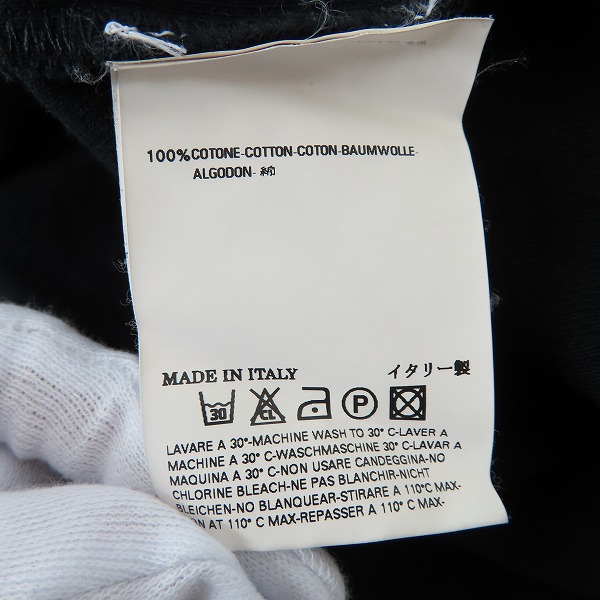 100%COTONE-COTTON-COTON-BAUMWOLLE-
ALGODON- 綿
MADE IN ITALY イタリー製
30 CL P
LAVARE A 30°-MACHINE WASH TO 30° C-LAVER A
MACHINE A 30° C-WASCHMASCHINE 30° C-LAVAR A
MAQUINA A 30° C-NON USARE CANDEGGINA-NO
CHLORINE BLEACH-NE PAS BLANCHIR-NICHT
BLEICHEN-NO BLANQUEAR-STIRARE A 110°C MAX-
ON AT 110° C MAX-REPASSER A 110° C MAX-